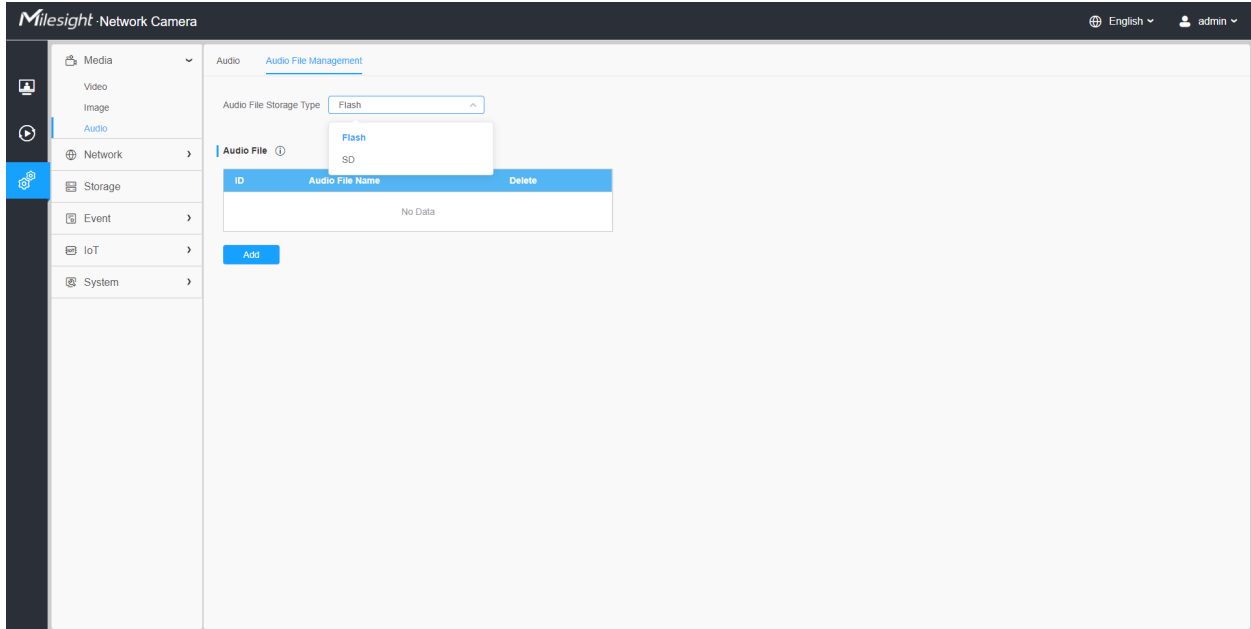 Milesight · Network Camera
English
admin
Media
Video
Image
Audio
Network
Storage
Event
IoT
System
Audio
Audio File Management
Audio File Storage Type
Flash
Flash
SD
Audio File
ID Audio File Name Delete
No Data
Add